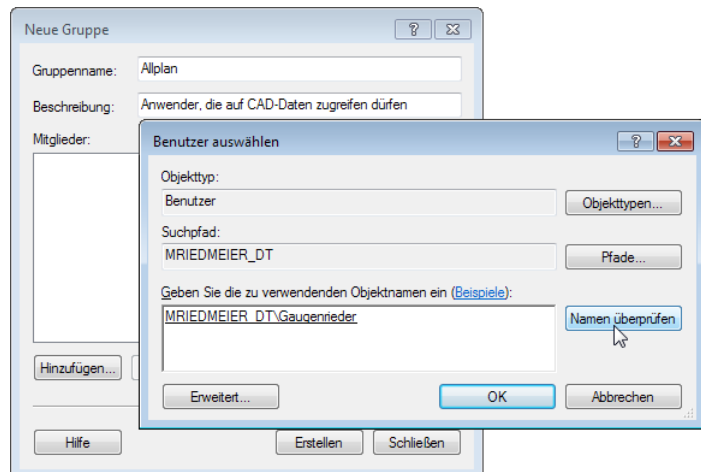 Neue Gruppe
Gruppenname: Allplan
Beschreibung: Anwender, die auf CAD-Daten zugreifen dürfen
Mitglieder:
Benutzer auswählen
Objekttyp:
Benutzer Objekttypen...
Suchpfad:
MRIEDMEIER_DT Pfade...
Geben Sie die zu verwendenden Objektnamen ein (Beispiele):
MRIEDMEIER_DT\Gaugenrieder Namen überprüfen
Hinzufügen...
Erweitert... OK Abbrechen
Hilfe Erstellen Schließen